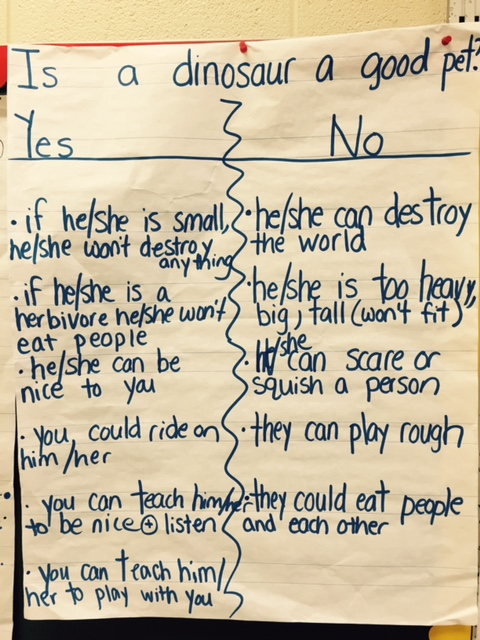 Is a dinosaur a good pet?
Yes
• if he/she is small,
he/she won't destroy
anything
• if he/she is a
herbivore he/she won't
eat people
• he/she can be
nice to you
• you could ride on
him/her
• you can teach him/her
to be nice + listen
• you can teach him/
her to play with you
No
• he/she can destroy
the world
• he/she is too heavy,
big, tall (won't fit)
• he/she can scare or
squish a person
• they can play rough
• they could eat people
and each other